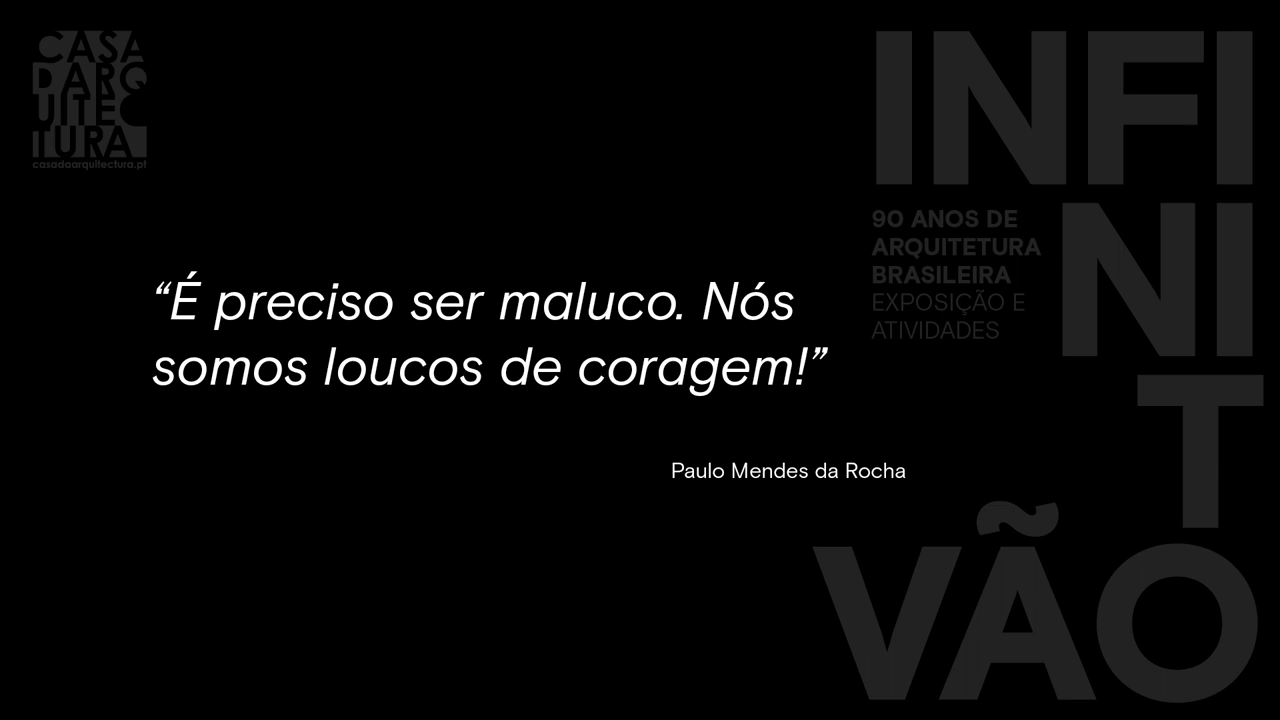 CASA
DARQ
UITEC
TURA
casadaarquitectura.pt
INFI
NI
T
VÃO
90 ANOS DE
ARQUITETURA
BRASILEIRA
EXPOSIÇÃO E
ATIVIDADES
“É preciso ser maluco. Nós
somos loucos de coragem!”
Paulo Mendes da Rocha